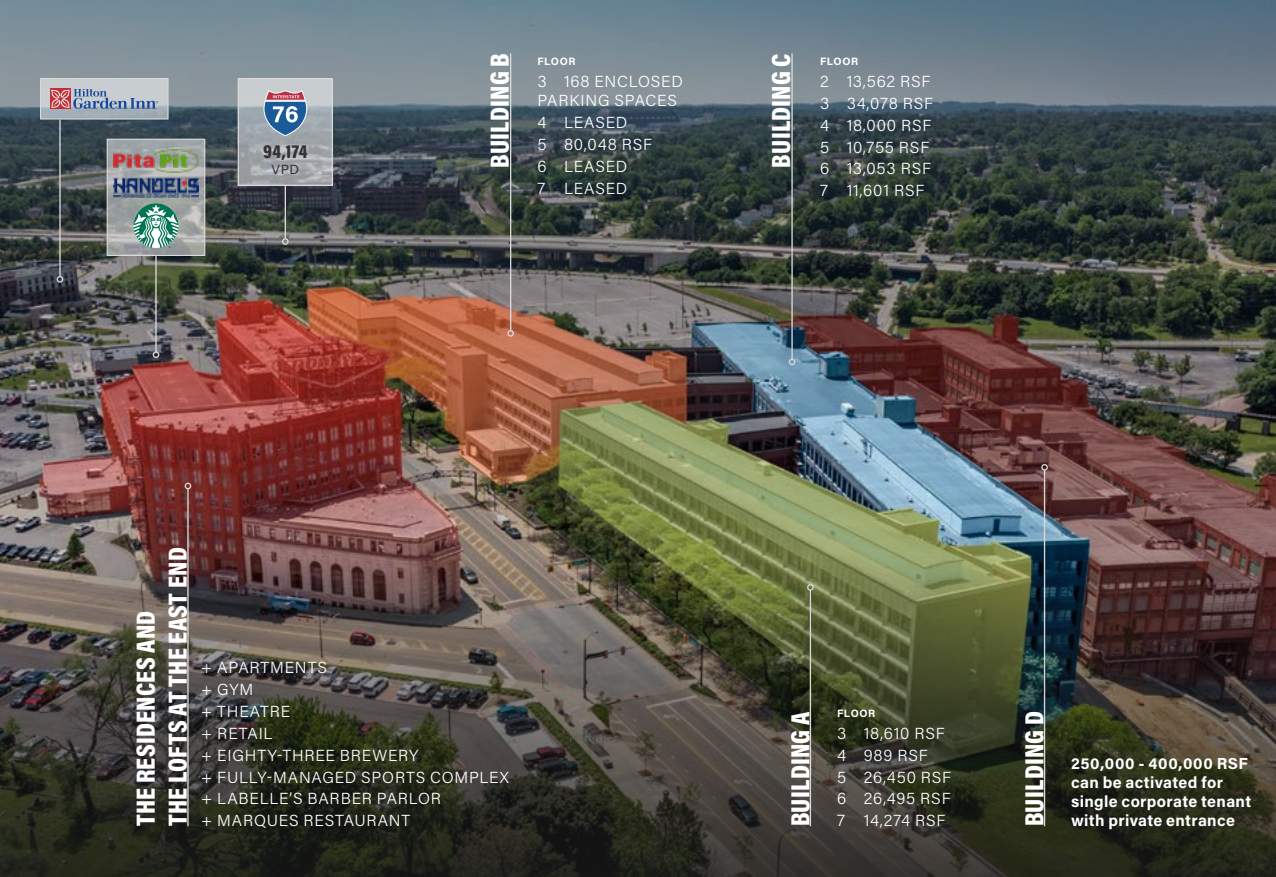 Hilton
Garden Inn
Pita Pit
HANDEL'S
INTERSTATE
76
94,174
VPD
BUILDING B
FLOOR
3 168 ENCLOSED
PARKING SPACES
4 LEASED
5 80,048 RSF
6 LEASED
7 LEASED
BUILDING C
FLOOR
2 13,562 RSF
3 34,078 RSF
4 18,000 RSF
5 10,755 RSF
6 13,053 RSF
7 11,601 RSF
THE RESIDENCES AND
THE LOFTS AT THE EAST END
+ APARTMENTS
+ GYM
+ THEATRE
+ RETAIL
+ EIGHTY-THREE BREWERY
+ FULLY-MANAGED SPORTS COMPLEX
+ LABELLE'S BARBER PARLOR
+ MARQUES RESTAURANT
BUILDING A
FLOOR
3 18,610 RSF
4 989 RSF
5 26,450 RSF
6 26,495 RSF
7 14,274 RSF
BUILDING D
250,000 - 400,000 RSF
can be activated for
single corporate tenant
with private entrance